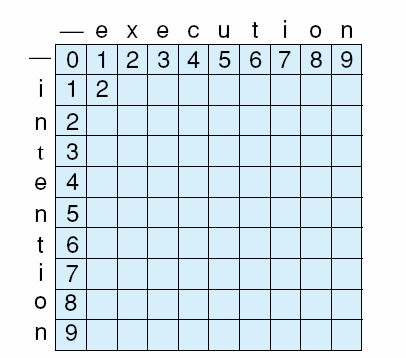 — e x e c u t i o n
— 0 1 2 3 4 5 6 7 8 9
i 1 2
n 2
t 3
e 4
n 5
t 6
i 7
o 8
n 9